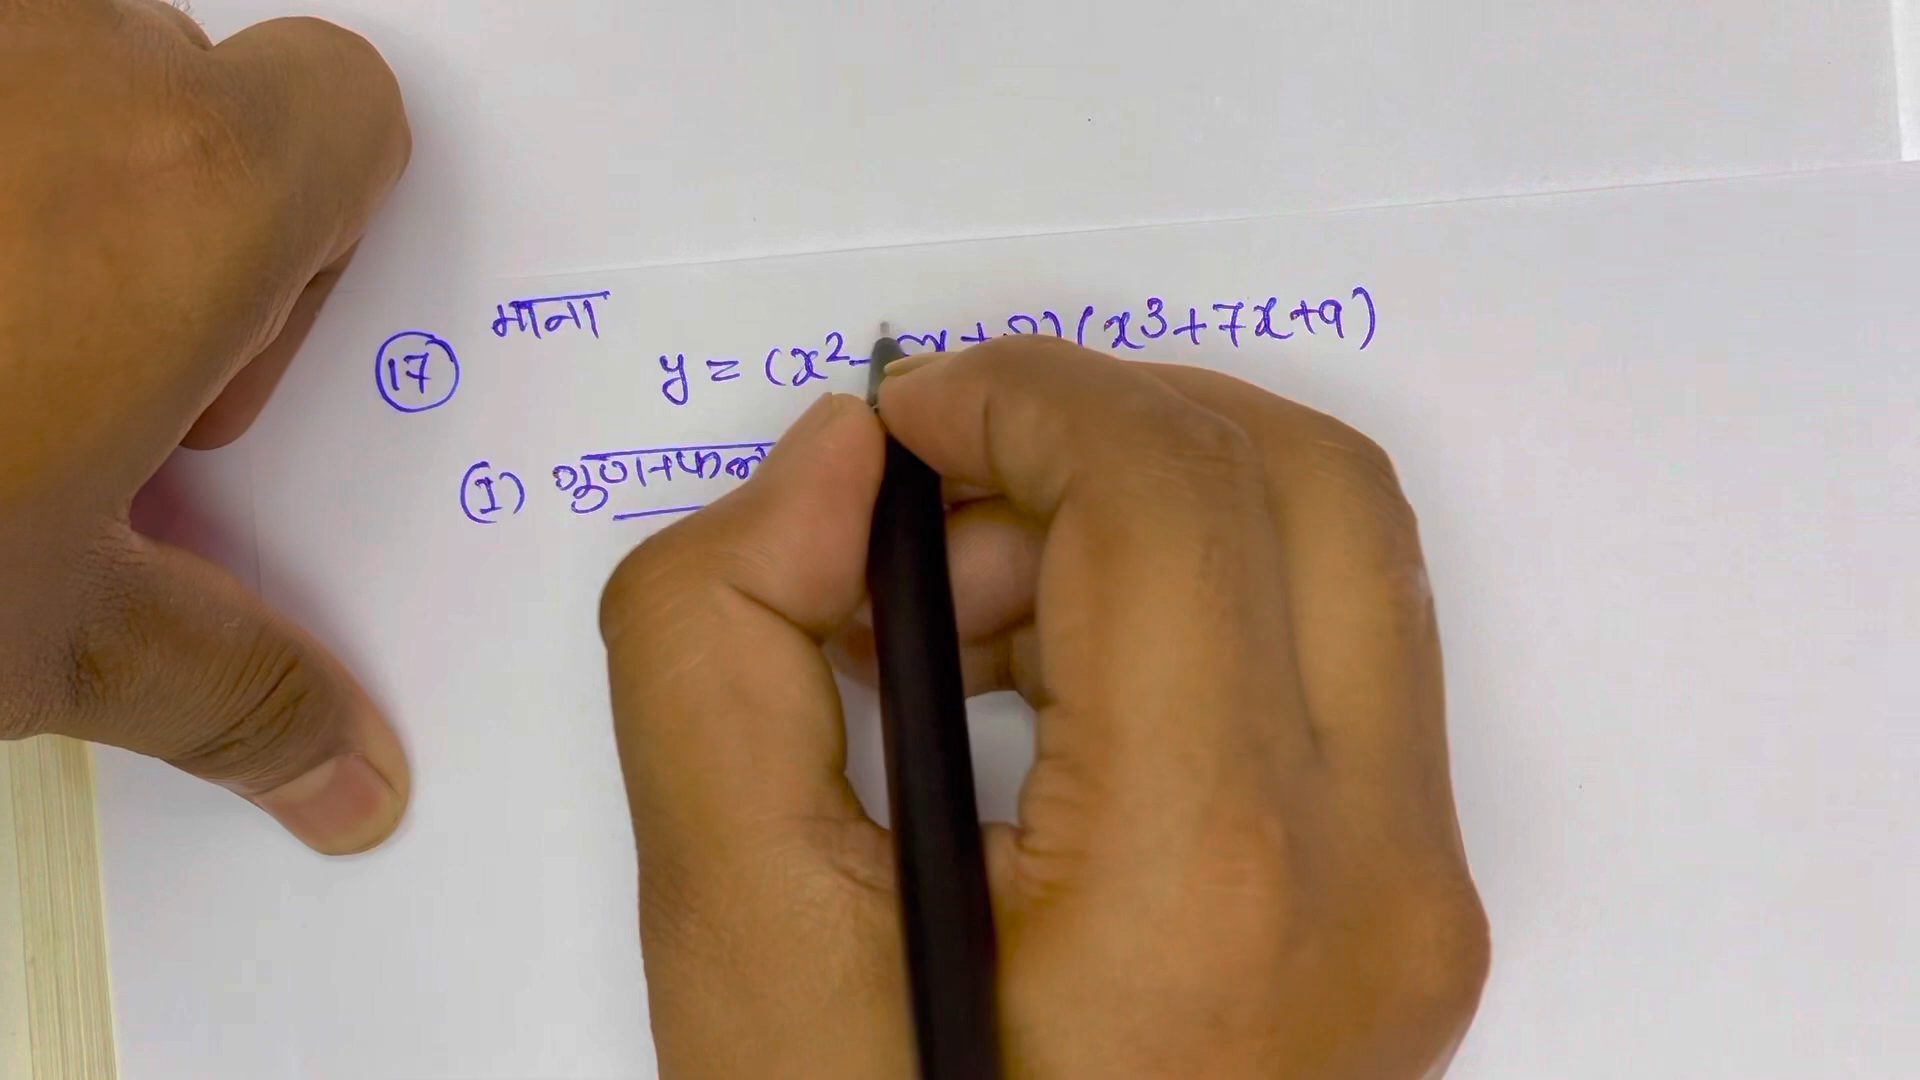 माना
(17) y = (x² - x + ) (x³ + 7x + 9)
(I) गुणनफल